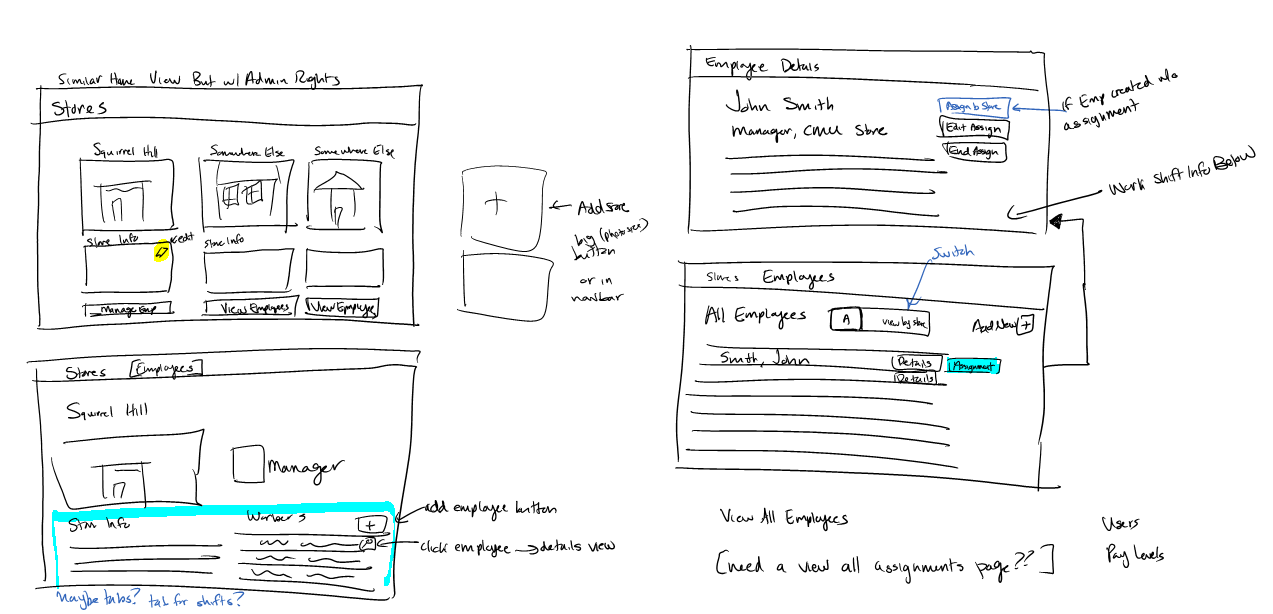 Similar Home View But w/ Admin Rights
Stores
Squirrel Hill
Somewhere Else
Somewhere Else
Store Info
edit
Store Info
Manage Emp
View Employees
View Employees
+
Add store
big (photo size)
button
or in
navbar
Stores Employees
Squirrel Hill
Manager
Store Info
Workers
+
add employee button
click employee → details view
Maybe tabs? tab for shifts?
Employee Details
John Smith
Manager, CMU Store
Assign to Store
Edit Assign
End Assign
if Emp created w/o
assignment
Work Shift Info Below
Switch
Stores Employees
All Employees
A
view by store
Add New +
Smith, John
Details
Assignment
Details
View All Employees
[need a view all assignments page??]
Users
Pay Levels